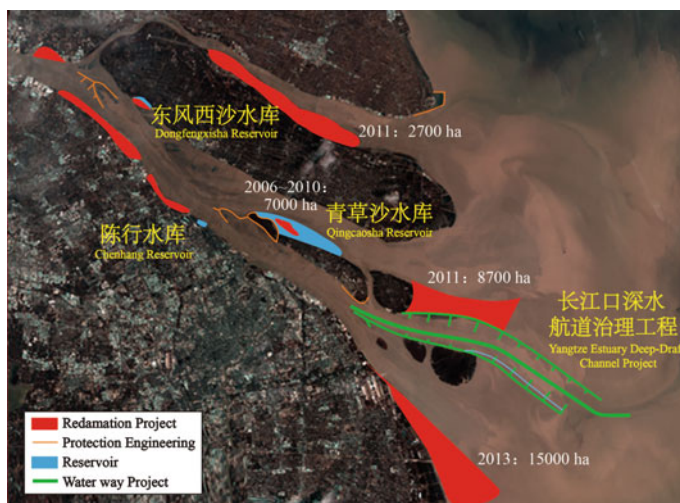 东风西沙水库
Dongfengxisha Reservoir
2011：2700 ha
2006~2010：
7000 ha
青草沙水库
Qingcaosha Reservoir
陈行水库
Chenhang Reservoir
2011：8700 ha
长江口深水
航道治理工程
Yangtze Estuary Deep-Draft
Channel Project
2013：15000 ha
Redamation Project
Protection Engineering
Reservoir
Water way Project